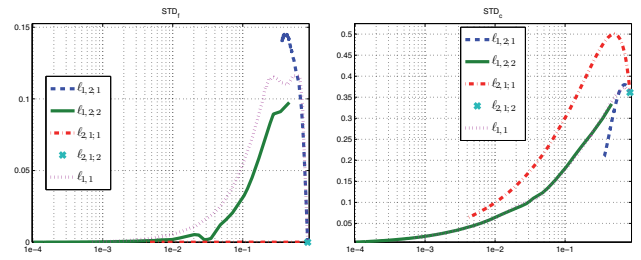 STD_f
0.15
0.1
0.05
0
1e−4
1e−3
1e−2
1e−1
ℓ_{1,2;1}
ℓ_{1,2;2}
ℓ_{2,1;1}
ℓ_{2,1;2}
ℓ_{1,1}
STD_c
0.5
0.45
0.4
0.35
0.3
0.25
0.2
0.15
0.1
0.05
1e−4
1e−3
1e−2
1e−1
ℓ_{1,2;1}
ℓ_{1,2;2}
ℓ_{2,1;1}
ℓ_{2,1;2}
ℓ_{1,1}